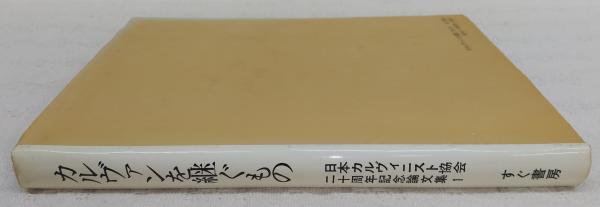 カルヴァンを継ぐもの
日本カルヴィニスト協会
二十周年記念論文集 1
すぐ書房